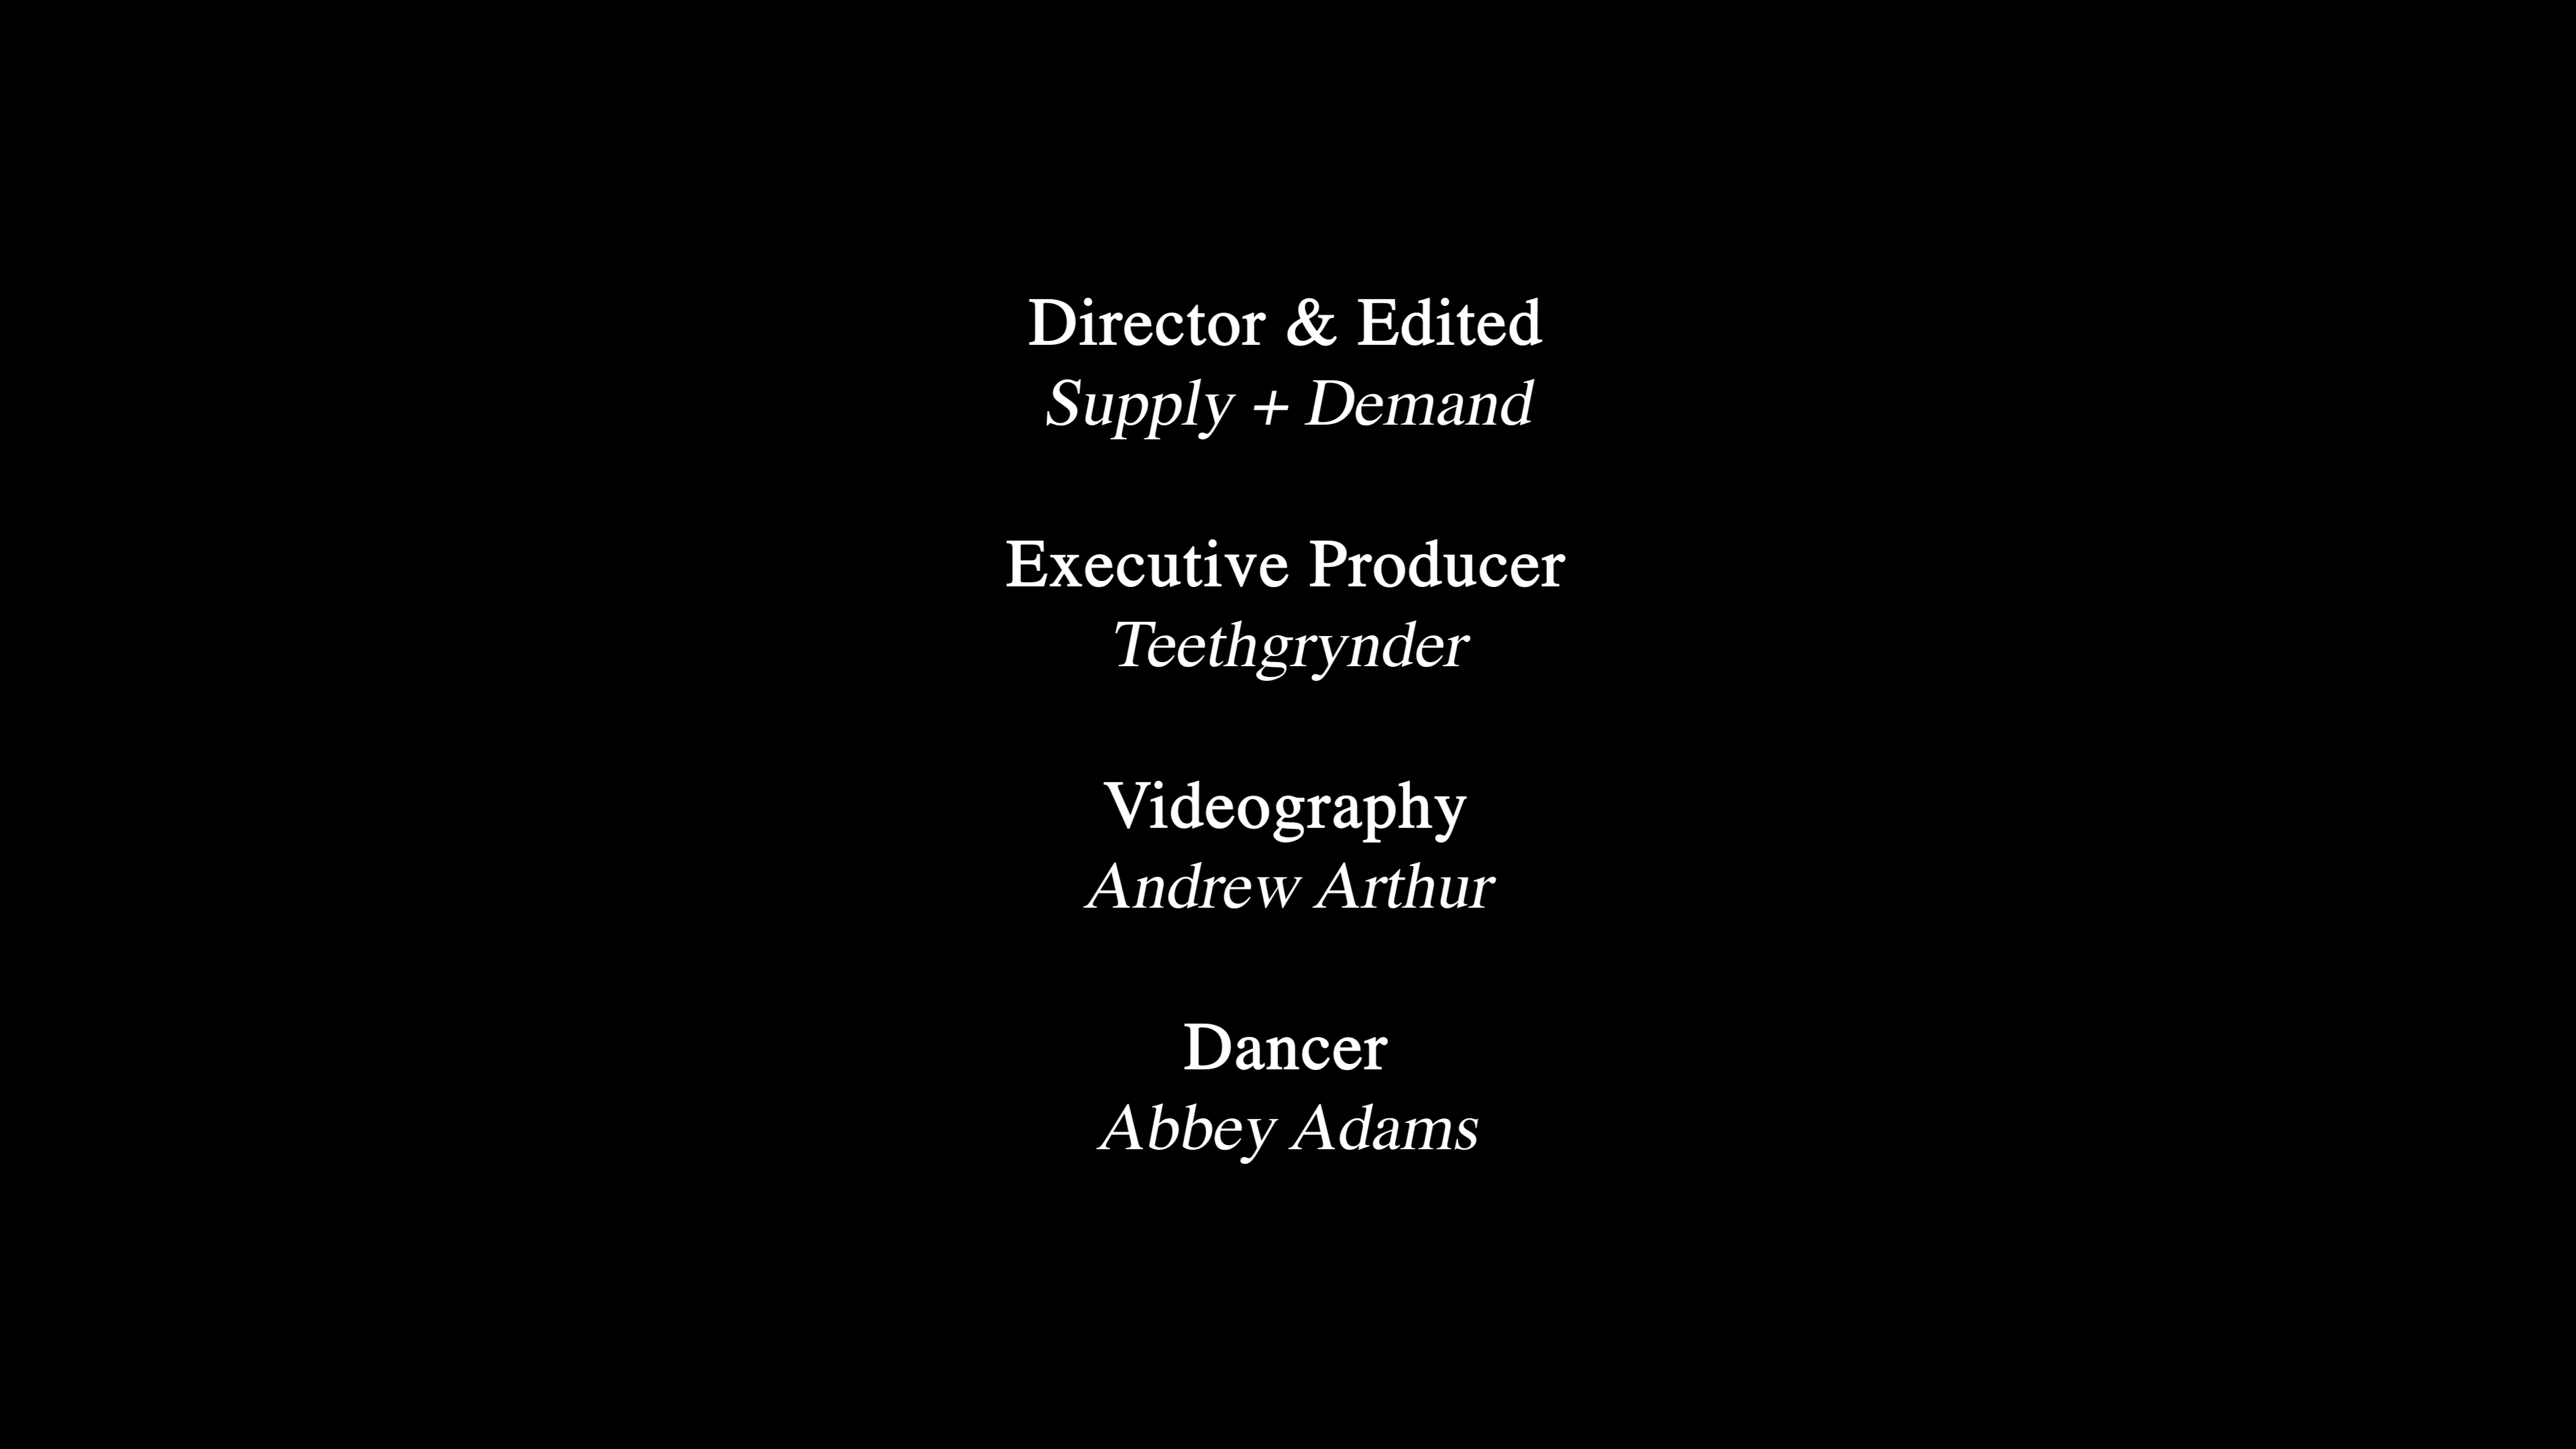 Director & Edited
Supply + Demand
Executive Producer
Teethgrynder
Videography
Andrew Arthur
Dancer
Abbey Adams